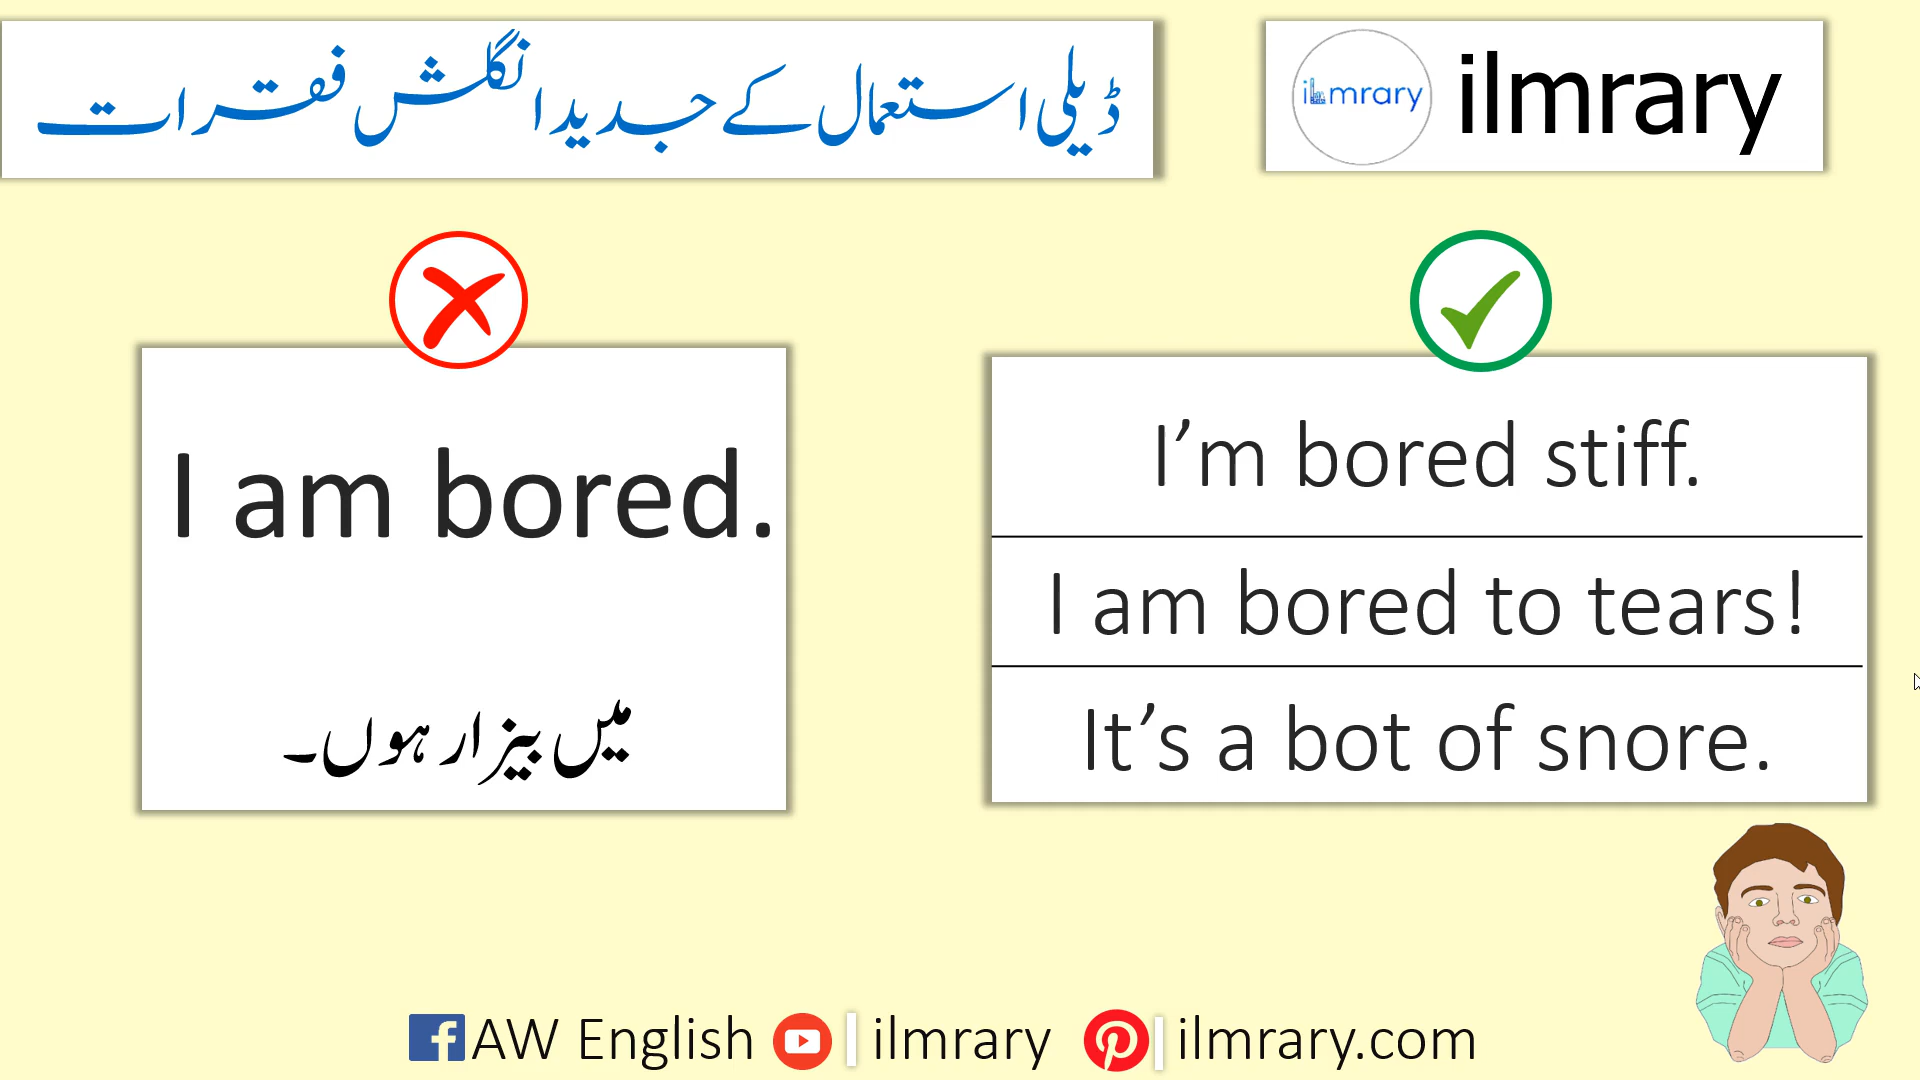 ڈیلی استعمال کے جدید انگلش فقرات
ilmrary
ilmrary
I am bored.
میں بیزار ہوں۔
I’m bored stiff.
I am bored to tears!
It’s a bot of snore.
AW English | ilmrary | ilmrary.com